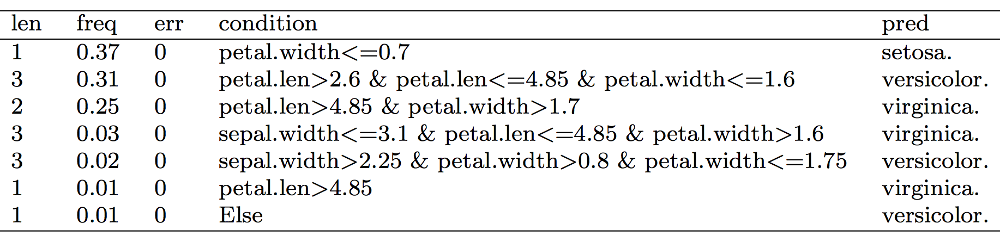 len freq err condition pred
1 0.37 0 petal.width<=0.7 setosa.
3 0.31 0 petal.len>2.6 & petal.len<=4.85 & petal.width<=1.6 versicolor.
2 0.25 0 petal.len>4.85 & petal.width>1.7 virginica.
3 0.03 0 sepal.width<=3.1 & petal.len<=4.85 & petal.width>1.6 virginica.
3 0.02 0 sepal.width>2.25 & petal.width>0.8 & petal.width<=1.75 versicolor.
1 0.01 0 petal.len>4.85 virginica.
1 0.01 0 Else versicolor.